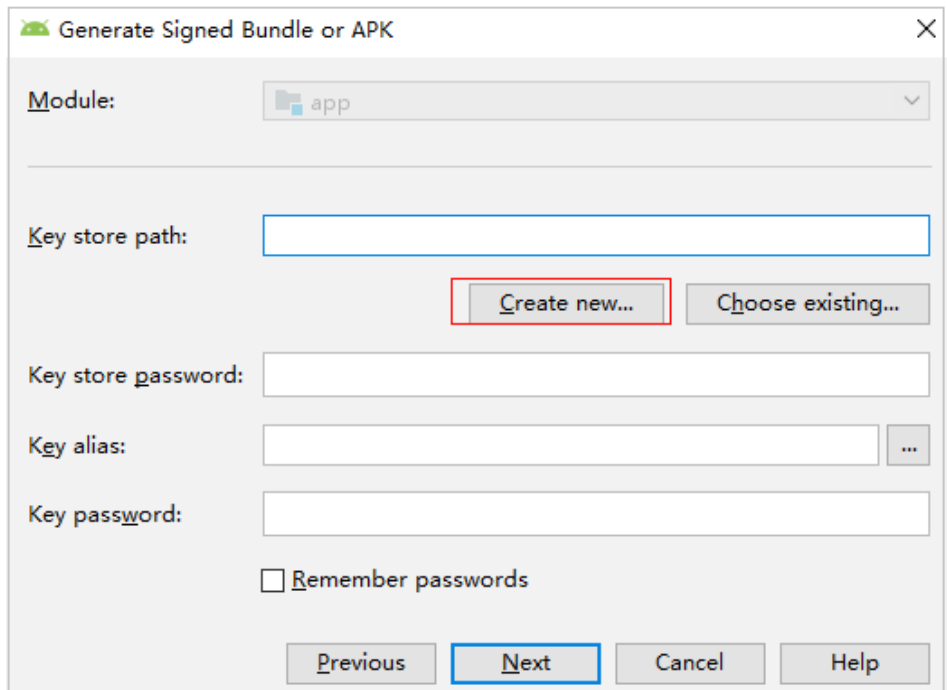 Generate Signed Bundle or APK
Module:
app
Key store path:
Create new... Choose existing...
Key store password:
Key alias:
...
Key password:
Remember passwords
Previous Next Cancel Help